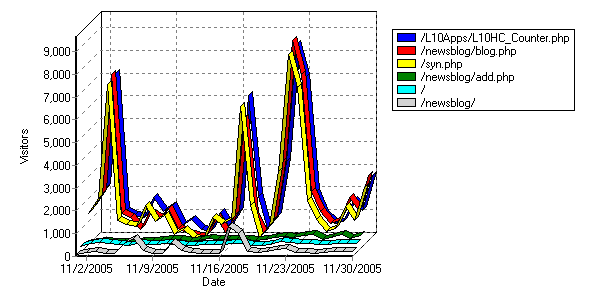 9,000
8,000
7,000
6,000
5,000
4,000
3,000
2,000
1,000
0
Visitors
11/2/2005 11/9/2005 11/16/2005 11/23/2005 11/30/2005
Date
/L10Apps/L10HC_Counter.php
/newsblog/blog.php
/syn.php
/newsblog/add.php
/
/newsblog/